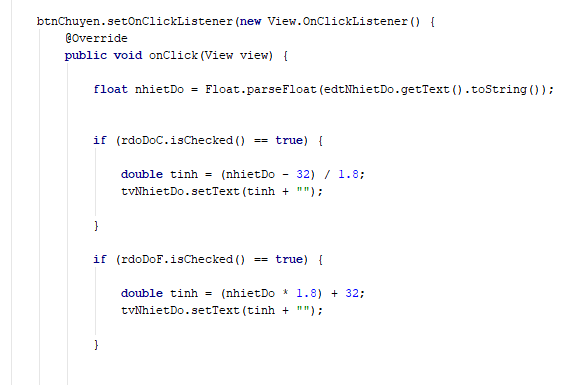 btnChuyen.setOnClickListener(new View.OnClickListener() {
@Override
public void onClick(View view) {
float nhietDo = Float.parseFloat(edtNhietDo.getText().toString());
if (rdoDoC.isChecked() == true) {
double tinh = (nhietDo - 32) / 1.8;
tvNhietDo.setText(tinh + "");
}
if (rdoDoF.isChecked() == true) {
double tinh = (nhietDo * 1.8) + 32;
tvNhietDo.setText(tinh + "");
}